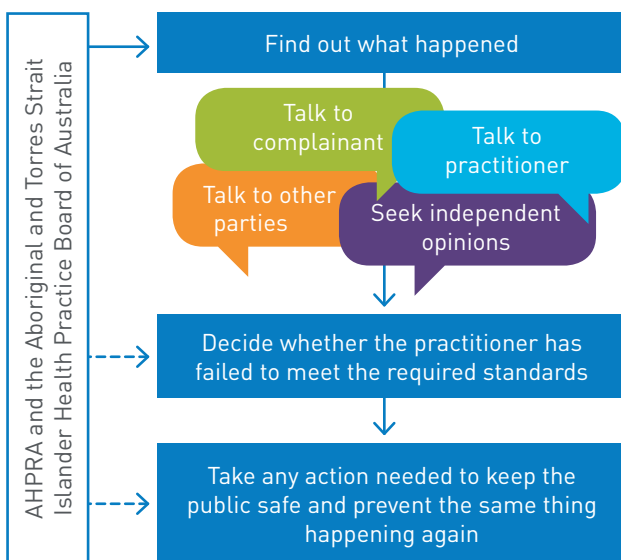 AHPRA and the Aboriginal and Torres Strait
Islander Health Practice Board of Australia
Find out what happened
Talk to
complainant
Talk to
practitioner
Talk to other
parties
Seek independent
opinions
Decide whether the practitioner has
failed to meet the required standards
Take any action needed to keep the
public safe and prevent the same thing
happening again